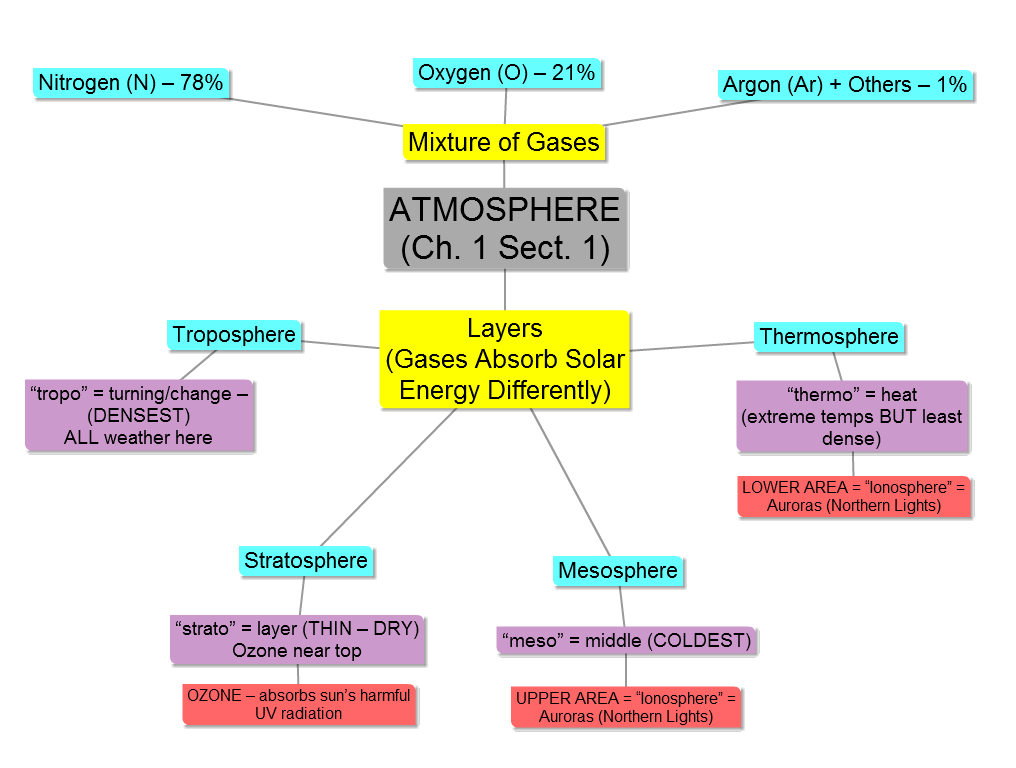 Nitrogen (N) – 78%
Oxygen (O) – 21%
Argon (Ar) + Others – 1%
Mixture of Gases
ATMOSPHERE
(Ch. 1 Sect. 1)
Layers
(Gases Absorb Solar
Energy Differently)
Troposphere
“tropo” = turning/change –
(DENSEST)
ALL weather here
Thermosphere
“thermo” = heat
(extreme temps BUT least
dense)
LOWER AREA = “Ionosphere” =
Auroras (Northern Lights)
Stratosphere
“strato” = layer (THIN – DRY)
Ozone near top
OZONE – absorbs sun’s harmful
UV radiation
Mesosphere
“meso” = middle (COLDEST)
UPPER AREA = “Ionosphere” =
Auroras (Northern Lights)